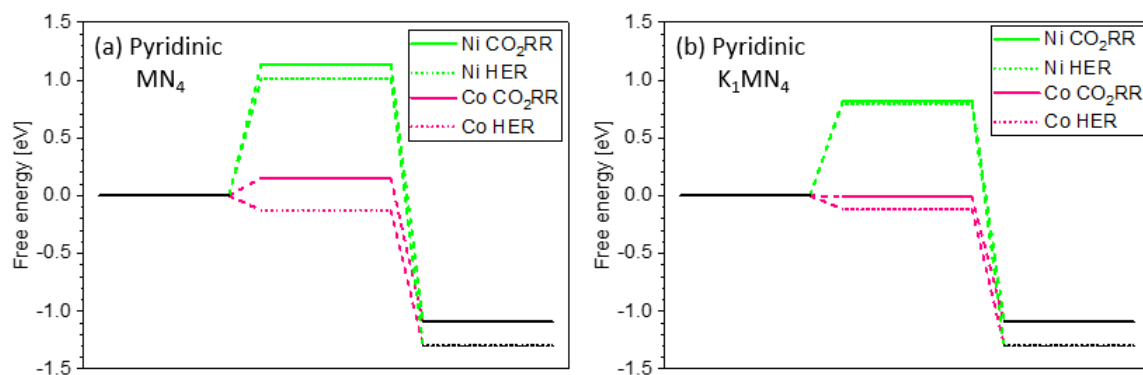 (a) Pyridinic
MN₄
Ni CO₂RR
Ni HER
Co CO₂RR
Co HER
Free energy [eV]
1.5
1.0
0.5
0.0
-0.5
-1.0
-1.5
(b) Pyridinic
K₁MN₄
Ni CO₂RR
Ni HER
Co CO₂RR
Co HER
Free energy [eV]
1.5
1.0
0.5
0.0
-0.5
-1.0
-1.5